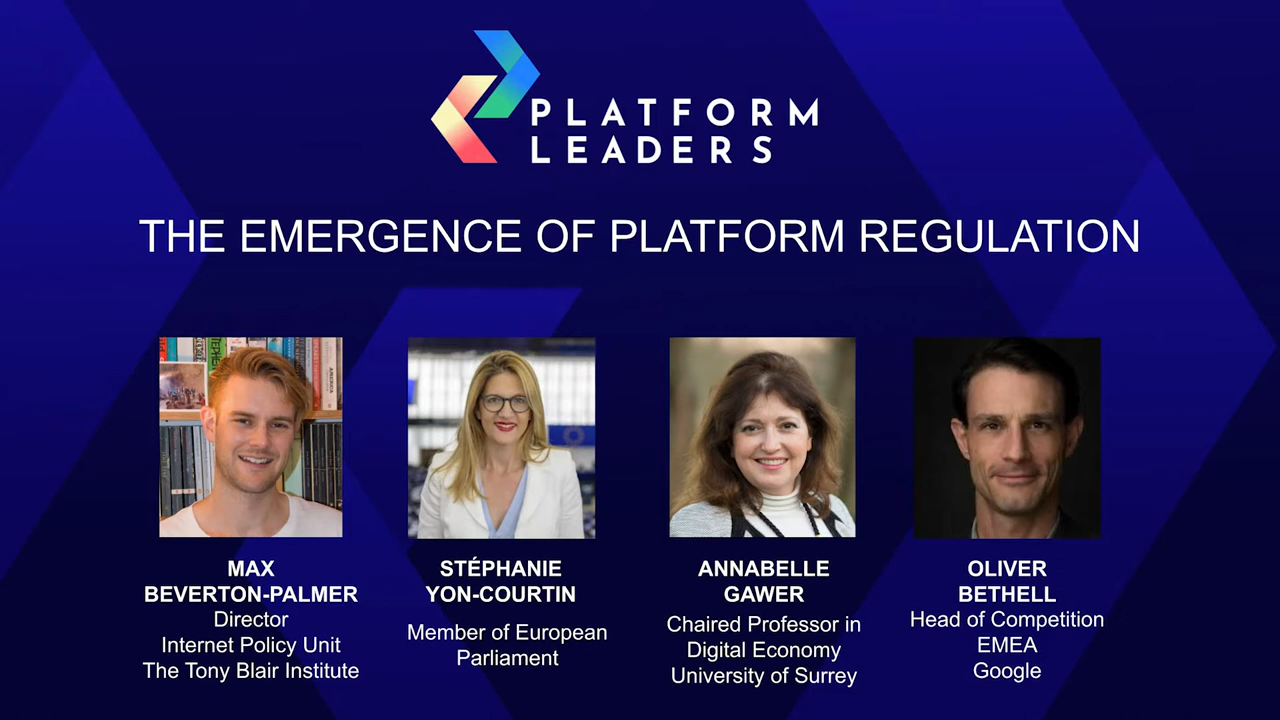 PLATFORM
LEADERS
THE EMERGENCE OF PLATFORM REGULATION
MAX
BEVERTON-PALMER
Director
Internet Policy Unit
The Tony Blair Institute
STÉPHANIE
YON-COURTIN
Member of European
Parliament
ANNABELLE
GAWER
Chaired Professor in
Digital Economy
University of Surrey
OLIVER
BETHELL
Head of Competition
EMEA
Google